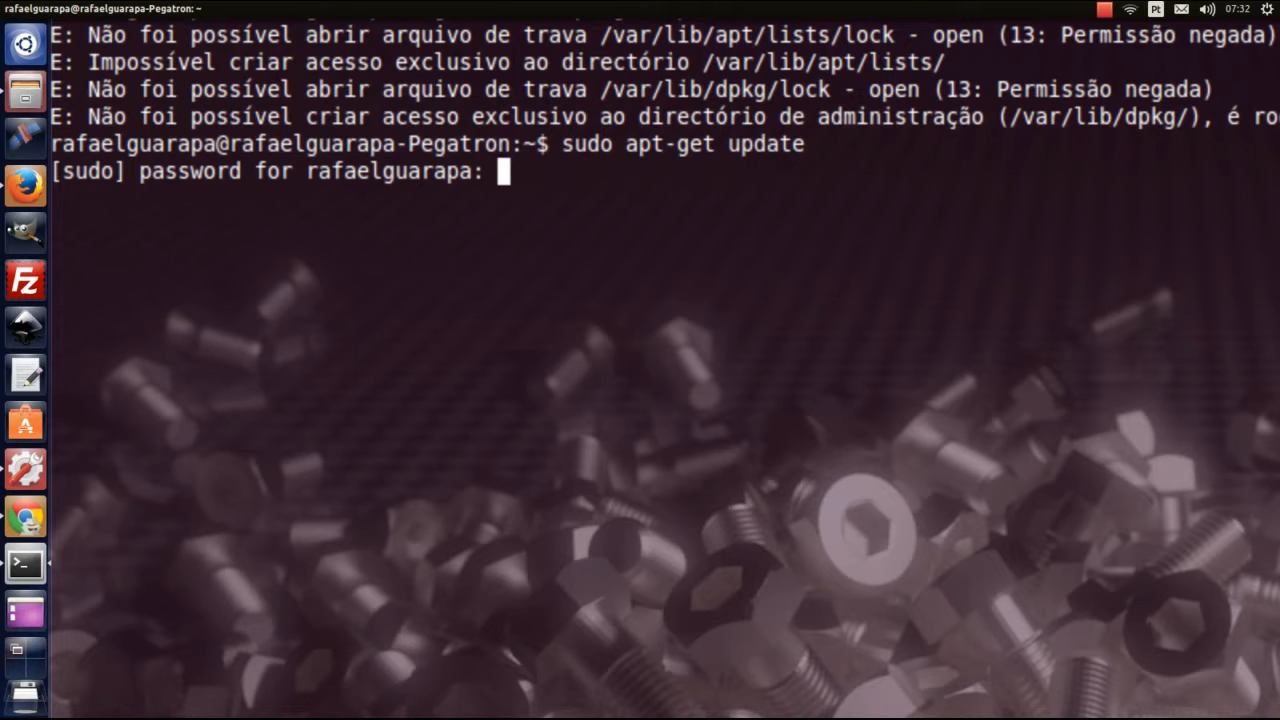 rafaelguarapa@rafaelguarapa-Pegatron: ~
Pt
07:32
E: Não foi possível abrir arquivo de trava /var/lib/apt/lists/lock - open (13: Permissão negada)
E: Impossível criar acesso exclusivo ao directório /var/lib/apt/lists/
E: Não foi possível abrir arquivo de trava /var/lib/dpkg/lock - open (13: Permissão negada)
E: Não foi possível criar acesso exclusivo ao directório de administração (/var/lib/dpkg/), é ro
rafaelguarapa@rafaelguarapa-Pegatron:~$ sudo apt-get update
[sudo] password for rafaelguarapa:
Fz
A
>_